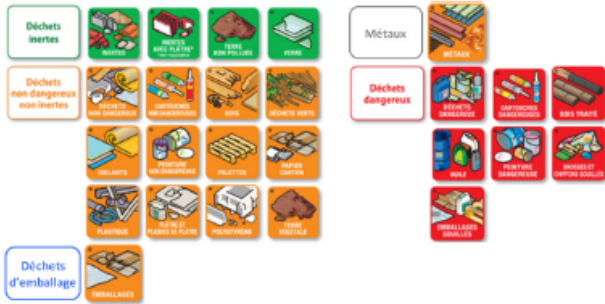 Déchets
inertes
INERTES
INERTES
AVEC PLÂTRE*
TERRE
NON POLLUÉE
VERRE
Métaux
MÉTAUX
Déchets
non dangereux
non inertes
DÉCHETS
NON DANGEREUX
CARTOUCHES
NON DANGEREUSES
BOIS
DÉCHETS VERTS
Déchets
dangereux
DÉCHETS
DANGEREUX
CARTOUCHES
DANGEREUSES
BOIS TRAITÉ
ISOLANTS
PEINTURE
NON DANGEREUSE
PALETTES
PAPIER
CARTON
HUILE
PEINTURE
DANGEREUSE
BROSSES ET
CHIFFONS SOUILLÉS
PLASTIQUE
PLÂTRE ET
PLAQUES DE PLÂTRE
POLYSTYRÈNE
TERRE
VÉGÉTALE
EMBALLAGES
SOUILLÉS
Déchets
d'emballage
EMBALLAGES